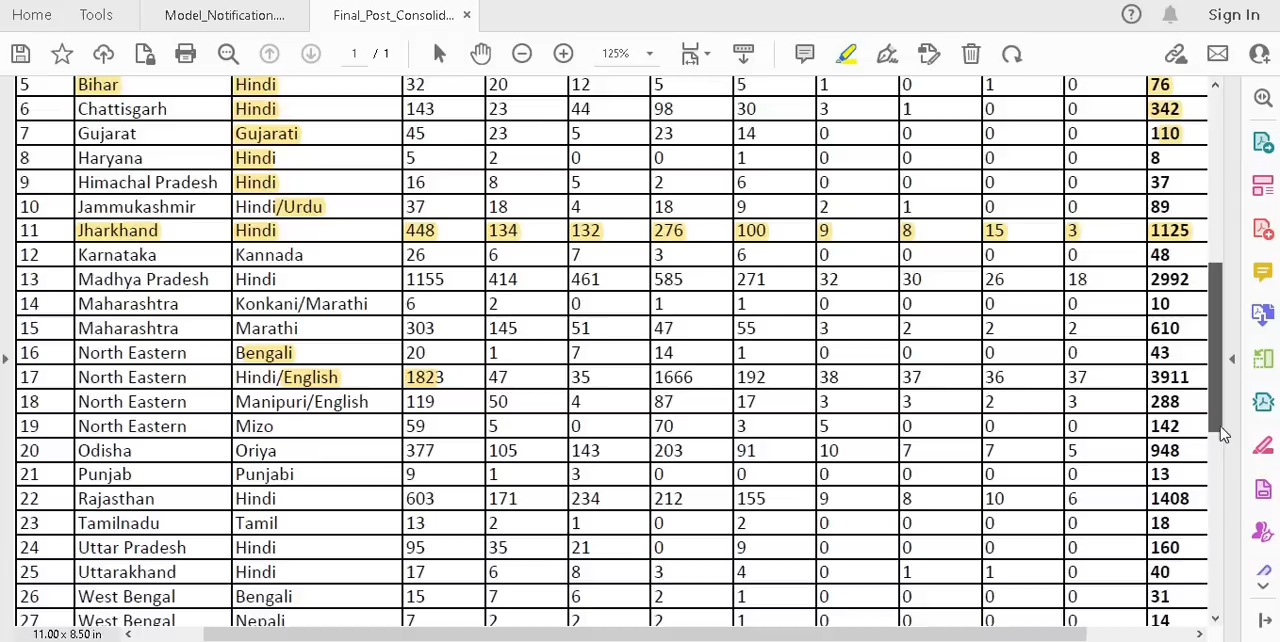 Home Tools Model_Notification.... Final_Post_Consolid... × Sign In
1 / 1 125%
5 Bihar Hindi 32 20 12 5 5 1 0 1 0 76
6 Chattisgarh Hindi 143 23 44 98 30 3 1 0 0 342
7 Gujarat Gujarati 45 23 5 23 14 0 0 0 0 110
8 Haryana Hindi 5 2 0 0 1 0 0 0 0 8
9 Himachal Pradesh Hindi 16 8 5 2 6 0 0 0 0 37
10 Jammukashmir Hindi/Urdu 37 18 4 18 9 2 1 0 0 89
11 Jharkhand Hindi 448 134 132 276 100 9 8 15 3 1125
12 Karnataka Kannada 26 6 7 3 6 0 0 0 0 48
13 Madhya Pradesh Hindi 1155 414 461 585 271 32 30 26 18 2992
14 Maharashtra Konkani/Marathi 6 2 0 1 1 0 0 0 0 10
15 Maharashtra Marathi 303 145 51 47 55 3 2 2 2 610
16 North Eastern Bengali 20 1 7 14 1 0 0 0 0 43
17 North Eastern Hindi/English 1823 47 35 1666 192 38 37 36 37 3911
18 North Eastern Manipuri/English 119 50 4 87 17 3 3 2 3 288
19 North Eastern Mizo 59 5 0 70 3 5 0 0 0 142
20 Odisha Oriya 377 105 143 203 91 10 7 7 5 948
21 Punjab Punjabi 9 1 3 0 0 0 0 0 0 13
22 Rajasthan Hindi 603 171 234 212 155 9 8 10 6 1408
23 Tamilnadu Tamil 13 2 1 0 2 0 0 0 0 18
24 Uttar Pradesh Hindi 95 35 21 0 9 0 0 0 0 160
25 Uttarakhand Hindi 17 6 8 3 4 0 1 1 0 40
26 West Bengal Bengali 15 7 6 2 1 0 0 0 0 31
27 West Bengal Nepali 7 2 2 2 1 0 0 0 0 14
11.00 x 8.50 in